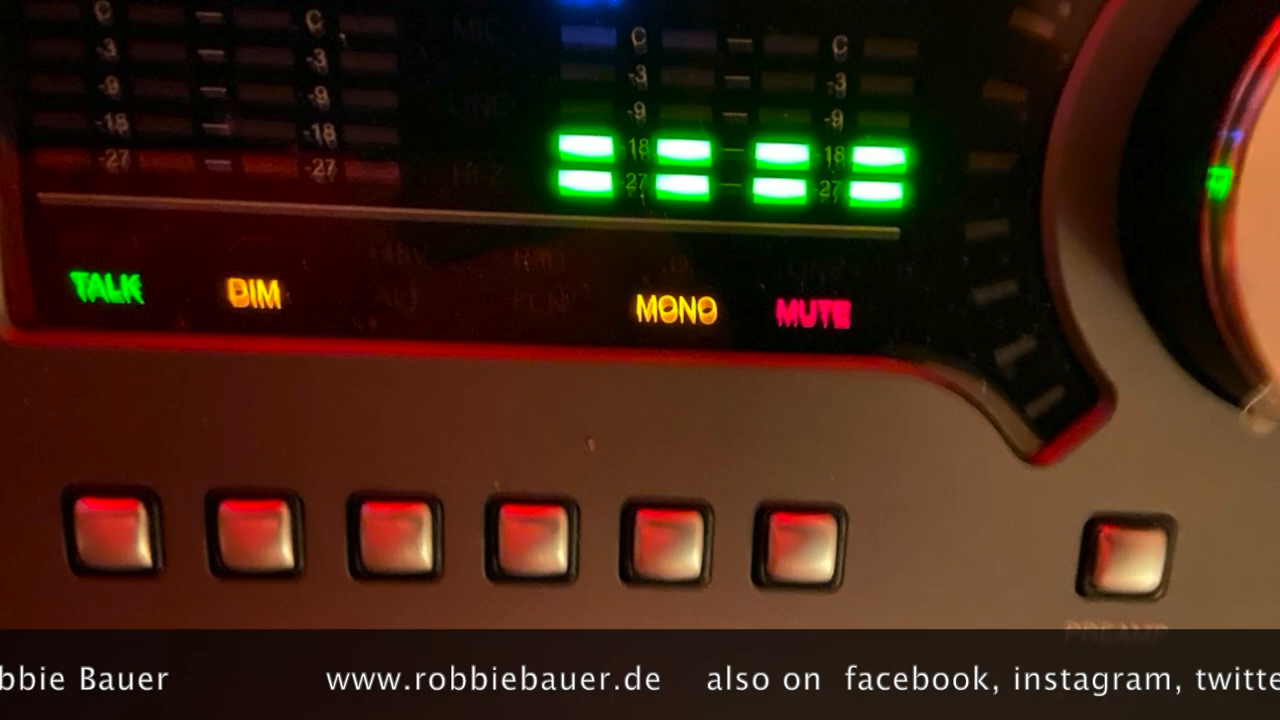 C C C C
-3 -3 -3 -3
-9 -9 -9 -9
-18 -18 18 18
-27 -27 27 27
TALK DIM MONO MUTE
PREAMP
bbie Bauer www.robbiebauer.de also on facebook, instagram, twitte